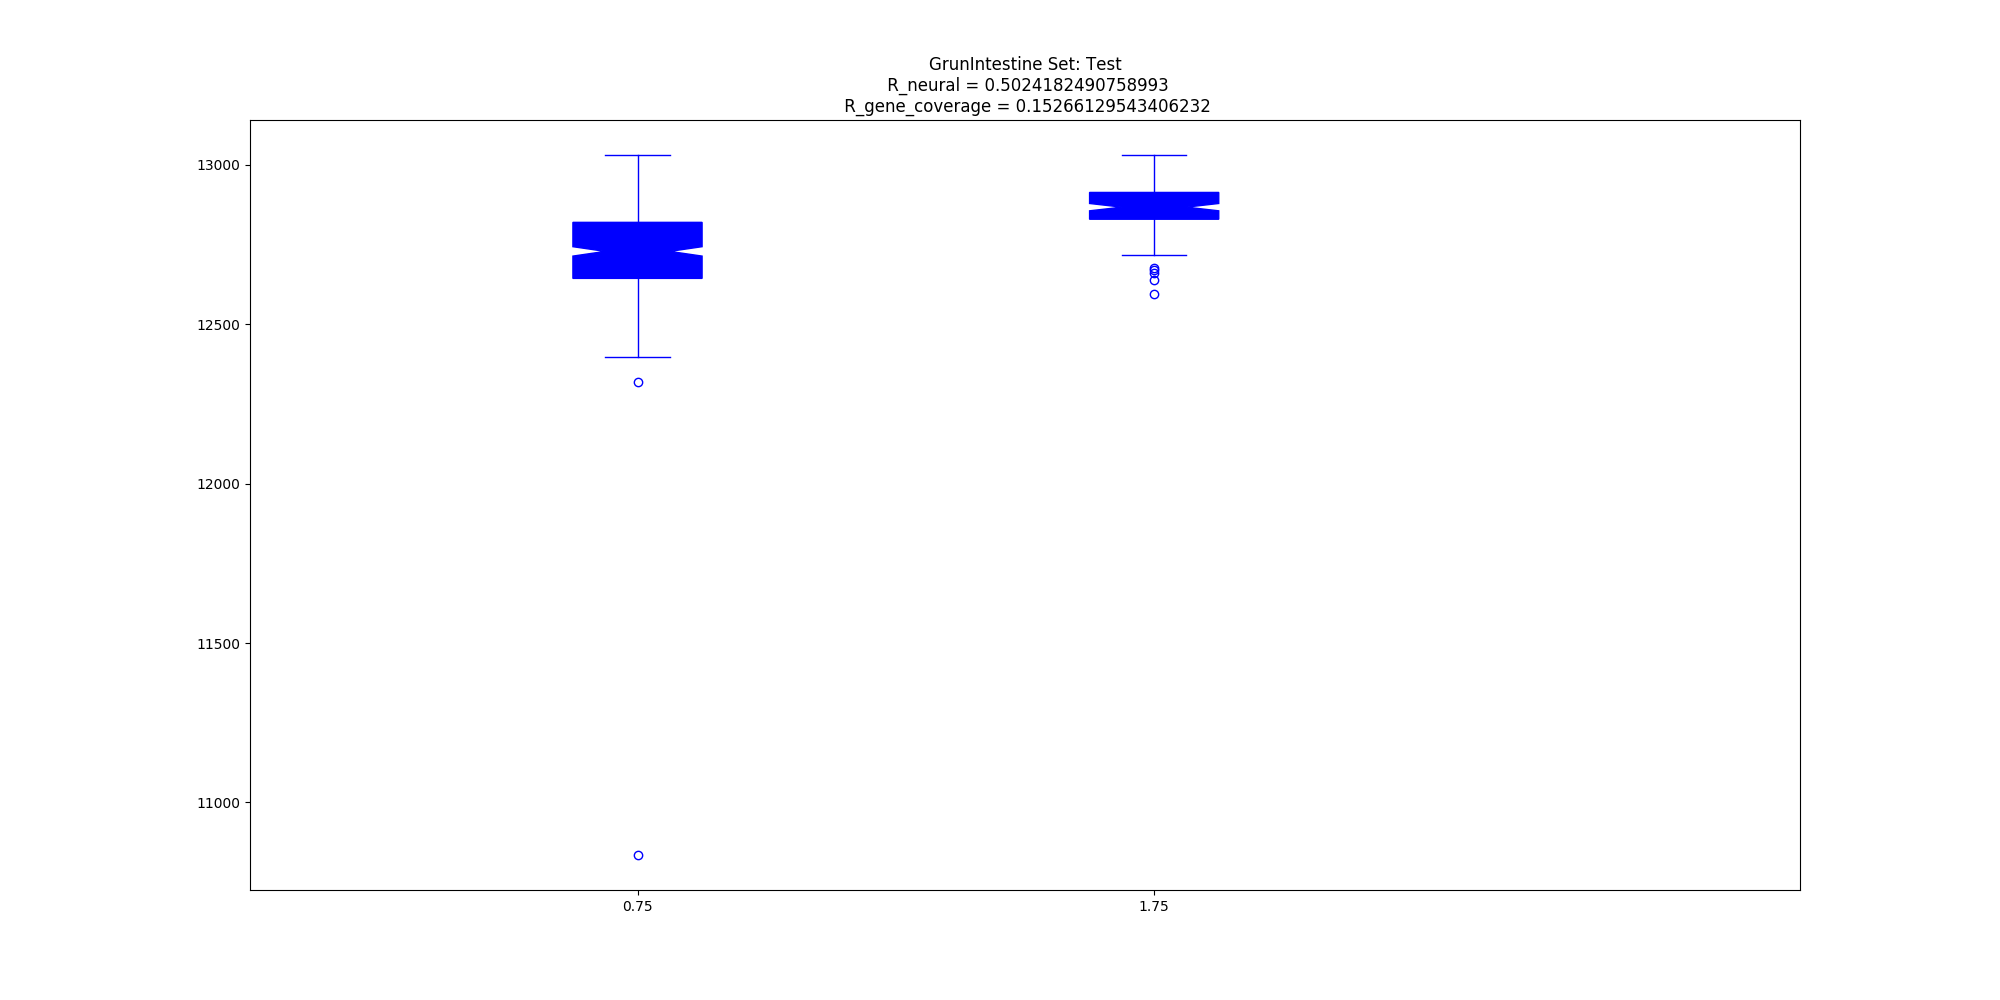 GrunIntestine Set: Test
R_neural = 0.5024182490758993
R_gene_coverage = 0.15266129543406232
13000
12500
12000
11500
11000
0.75 1.75